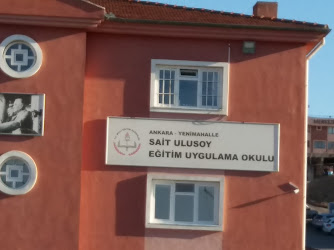 ANKARA - YENİMAHALLE
SAİT ULUSOY
EĞİTİM UYGULAMA OKULU